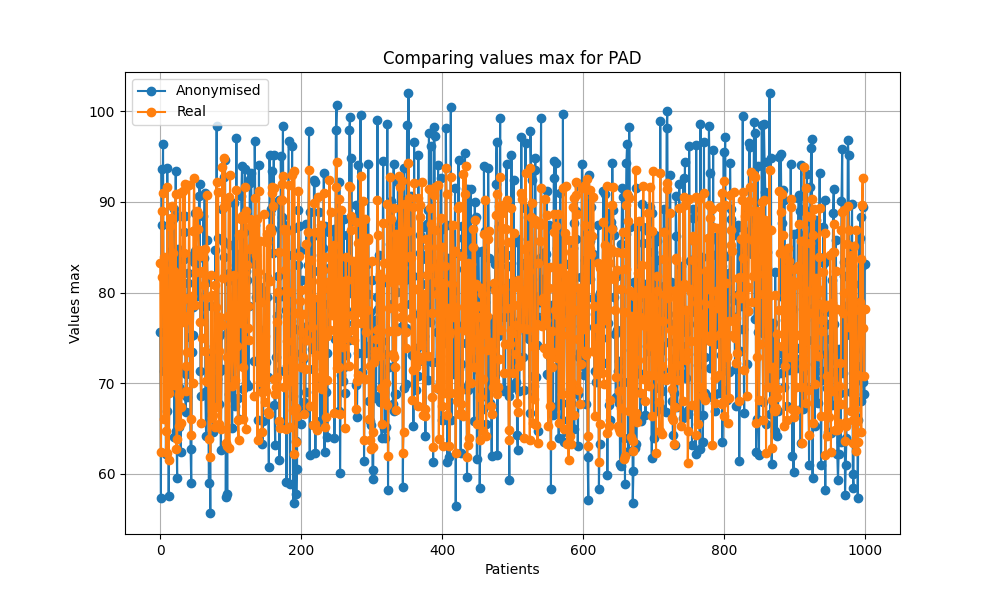 Comparing values max for PAD
Anonymised
Real
Values max
100
90
80
70
60
0 200 400 600 800 1000
Patients